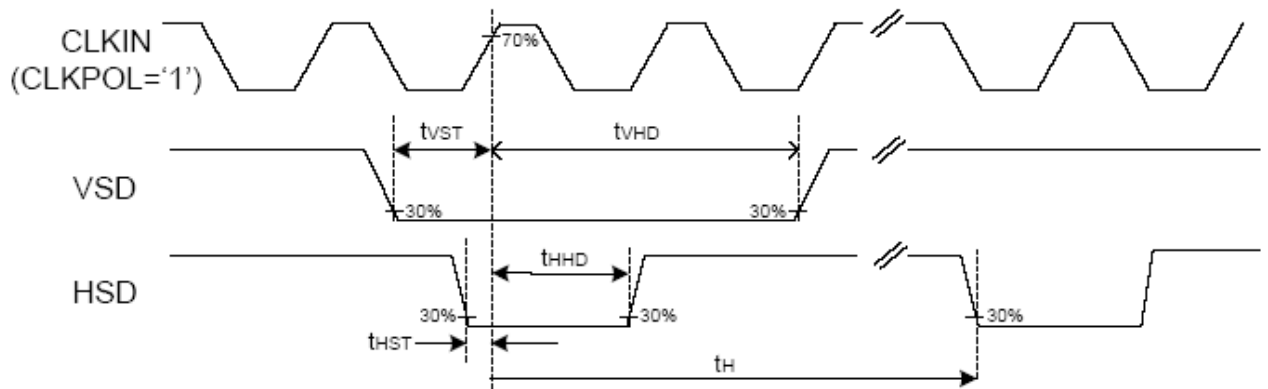 CLKIN
(CLKPOL=‘1’)
70%
tVST
tVHD
VSD
30%
30%
tHHD
HSD
30%
30%
30%
tHST
tH